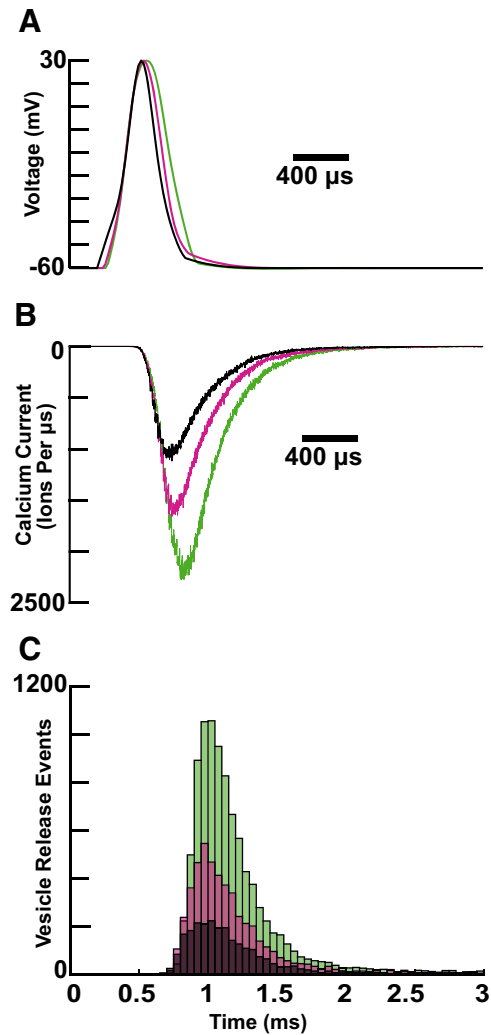 A
30
Voltage (mV)
400 µs
-60
B
0
Calcium Current
(Ions Per µs)
400 µs
2500
C
1200
Vesicle Release Events
0
0 0.5 1 1.5 2 2.5 3
Time (ms)